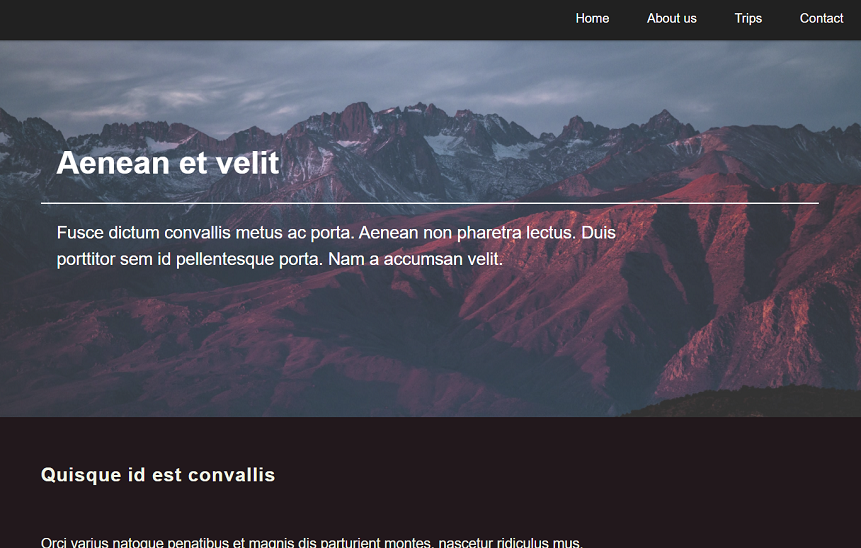 Home About us Trips Contact
Aenean et velit
Fusce dictum convallis metus ac porta. Aenean non pharetra lectus. Duis
porttitor sem id pellentesque porta. Nam a accumsan velit.
Quisque id est convallis
Orci varius natoque penatibus et magnis dis parturient montes, nascetur ridiculus mus.